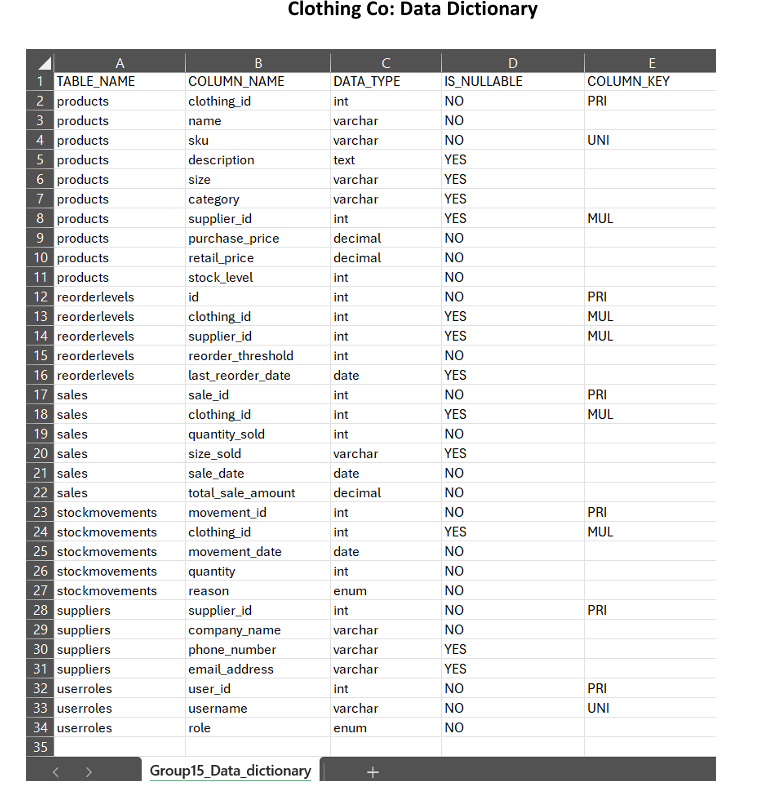 Clothing Co: Data Dictionary
A B C D E
1 TABLE_NAME COLUMN_NAME DATA_TYPE IS_NULLABLE COLUMN_KEY
2 products clothing_id int NO PRI
3 products name varchar NO
4 products sku varchar NO UNI
5 products description text YES
6 products size varchar YES
7 products category varchar YES
8 products supplier_id int YES MUL
9 products purchase_price decimal NO
10 products retail_price decimal NO
11 products stock_level int NO
12 reorderlevels id int NO PRI
13 reorderlevels clothing_id int YES MUL
14 reorderlevels supplier_id int YES MUL
15 reorderlevels reorder_threshold int NO
16 reorderlevels last_reorder_date date YES
17 sales sale_id int NO PRI
18 sales clothing_id int YES MUL
19 sales quantity_sold int NO
20 sales size_sold varchar YES
21 sales sale_date date NO
22 sales total_sale_amount decimal NO
23 stockmovements movement_id int NO PRI
24 stockmovements clothing_id int YES MUL
25 stockmovements movement_date date NO
26 stockmovements quantity int NO
27 stockmovements reason enum NO
28 suppliers supplier_id int NO PRI
29 suppliers company_name varchar NO
30 suppliers phone_number varchar YES
31 suppliers email_address varchar YES
32 userroles user_id int NO PRI
33 userroles username varchar NO UNI
34 userroles role enum NO
35
Group15_Data_dictionary